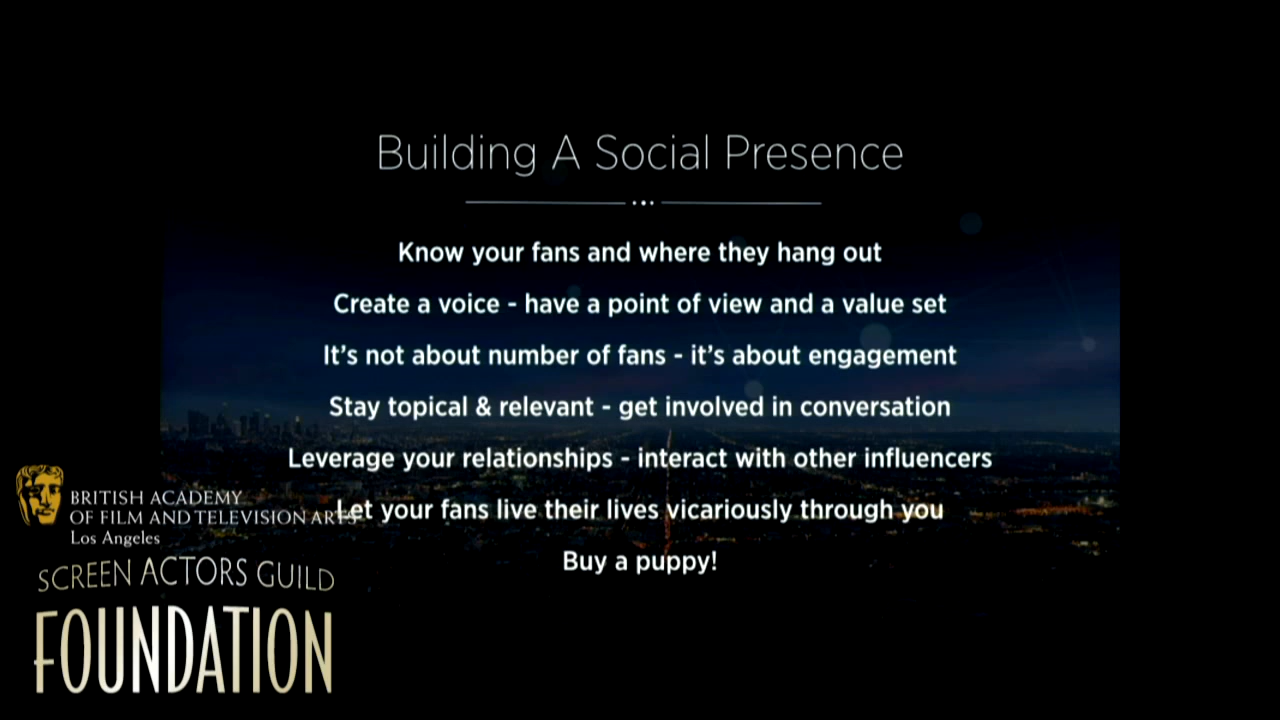 Building A Social Presence
Know your fans and where they hang out
Create a voice - have a point of view and a value set
It's not about number of fans - it's about engagement
Stay topical & relevant - get involved in conversation
Leverage your relationships - interact with other influencers
Let your fans live their lives vicariously through you
Buy a puppy!
BRITISH ACADEMY
OF FILM AND TELEVISION ARTS
Los Angeles
SCREEN ACTORS GUILD
FOUNDATION